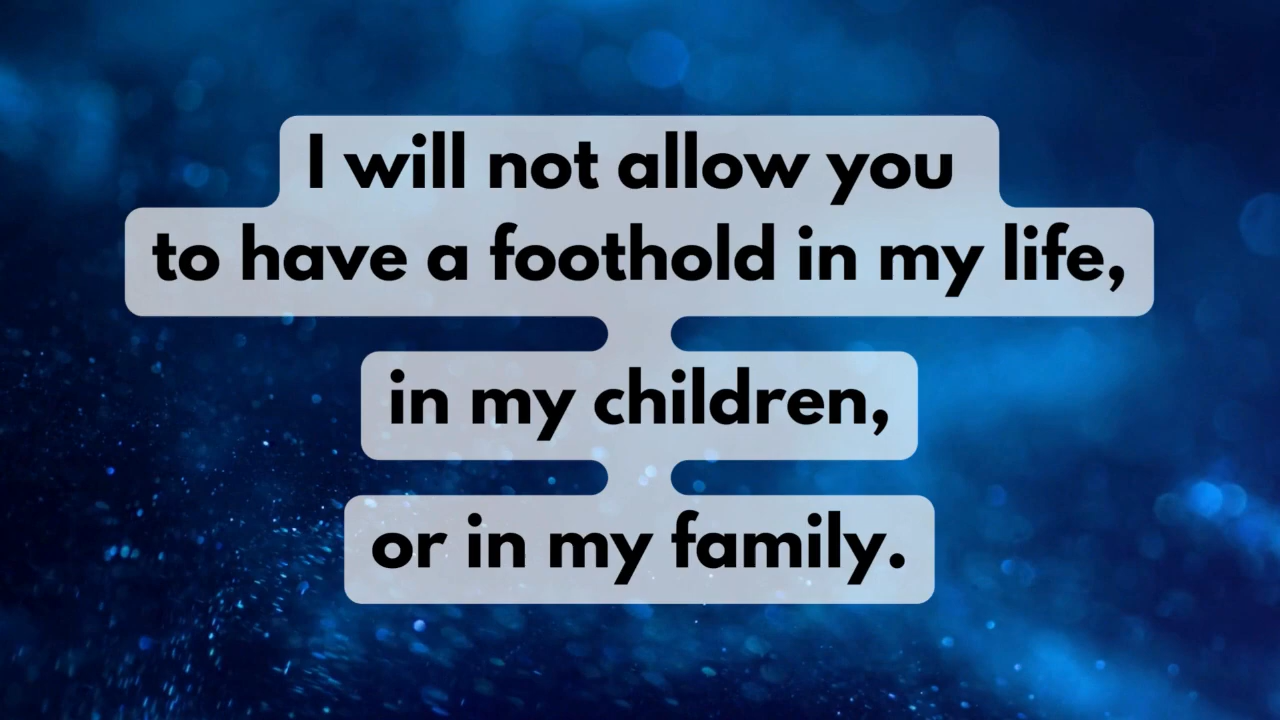 I will not allow you
to have a foothold in my life,
in my children,
or in my family.